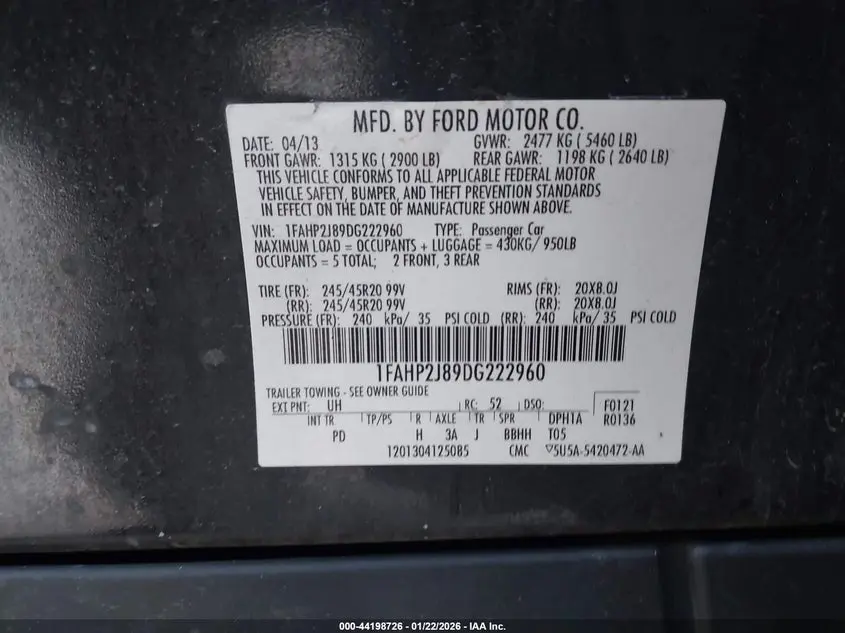 MFD. BY FORD MOTOR CO.
DATE: 04/13 GVWR: 2477 KG ( 5460 LB)
FRONT GAWR: 1315 KG ( 2900 LB) REAR GAWR: 1198 KG ( 2640 LB)
THIS VEHICLE CONFORMS TO ALL APPLICABLE FEDERAL MOTOR
VEHICLE SAFETY, BUMPER, AND THEFT PREVENTION STANDARDS
IN EFFECT ON THE DATE OF MANUFACTURE SHOWN ABOVE.
VIN: 1FAHP2J89DG222960 TYPE: Passenger Car
MAXIMUM LOAD = OCCUPANTS + LUGGAGE = 430KG/ 950LB
OCCUPANTS = 5 TOTAL; 2 FRONT, 3 REAR
TIRE (FR): 245/45R20 99V RIMS (FR): 20X8.0J
(RR): 245/45R20 99V (RR): 20X8.0J
PRESSURE (FR): 240 kPa/ 35 PSI COLD (RR): 240 kPa/ 35 PSI COLD
1FAHP2J89DG222960
TRAILER TOWING - SEE OWNER GUIDE
EXT PNT: UH RC: 52 DSO: F0121
INT TR TP/PS R AXLE TR SPR DPH1A R0136
PD H 3A J BBHH T05
1201304125085 CMC ▽5U5A-5420472-AA
000-44198726 - 01/22/2026 - IAA Inc.